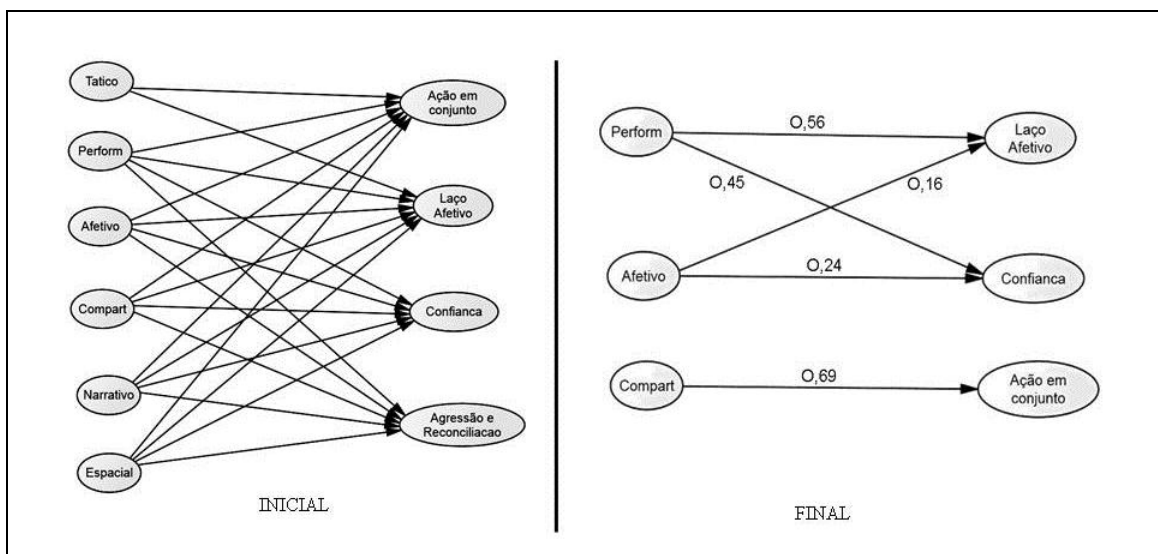 Tatico
Perform
Afetivo
Compart
Narrativo
Espacial
Ação em
conjunto
Laço
Afetivo
Confianca
Agressão e
Reconciliacao
INICIAL
Perform
Afetivo
Compart
O,56
O,45
O,16
O,24
O,69
Laço
Afetivo
Confianca
Ação em
conjunto
FINAL